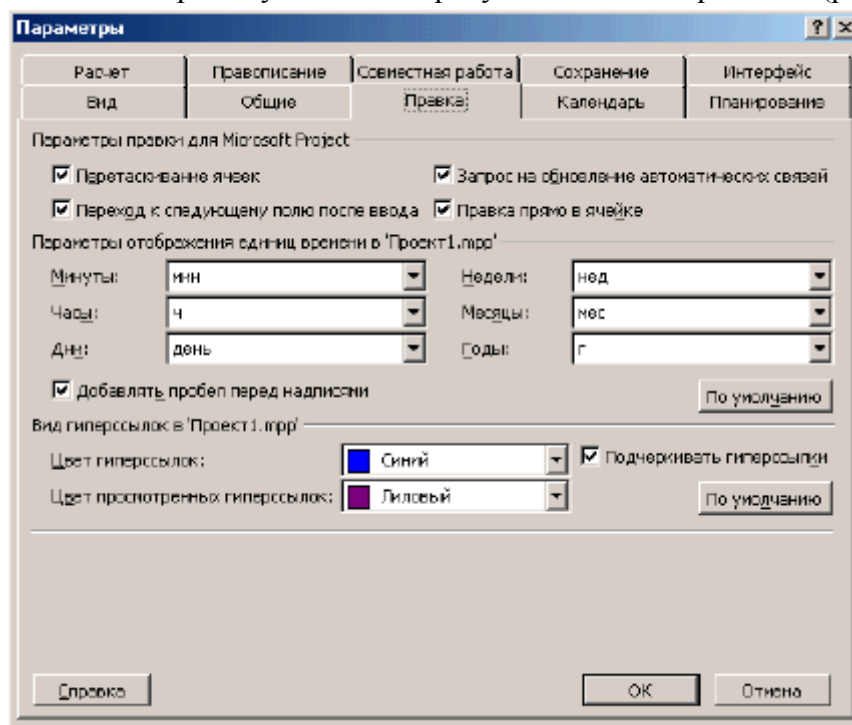 Параметры
Расчет Правописание Совместная работа Сохранение Интерфейс
Вид Общие Правка Календарь Планирование
Параметры правки для Microsoft Project
Перетаскивание ячеек Запрос на обновление автоматических связей
Переход к следующему полю после ввода Правка прямо в ячейке
Параметры отображения единиц времени в 'Проект1.mpp'
Минуты: мин Недели: нед
Часы: ч Месяцы: мес
Дни: день Годы: г
Добавлять пробел перед надписями По умолчанию
Вид гиперссылок в 'Проект1.mpp'
Цвет гиперссылок: Синий Подчеркивать гиперссылки
Цвет просмотренных гиперссылок: Лиловый По умолчанию
Справка ОК Отмена